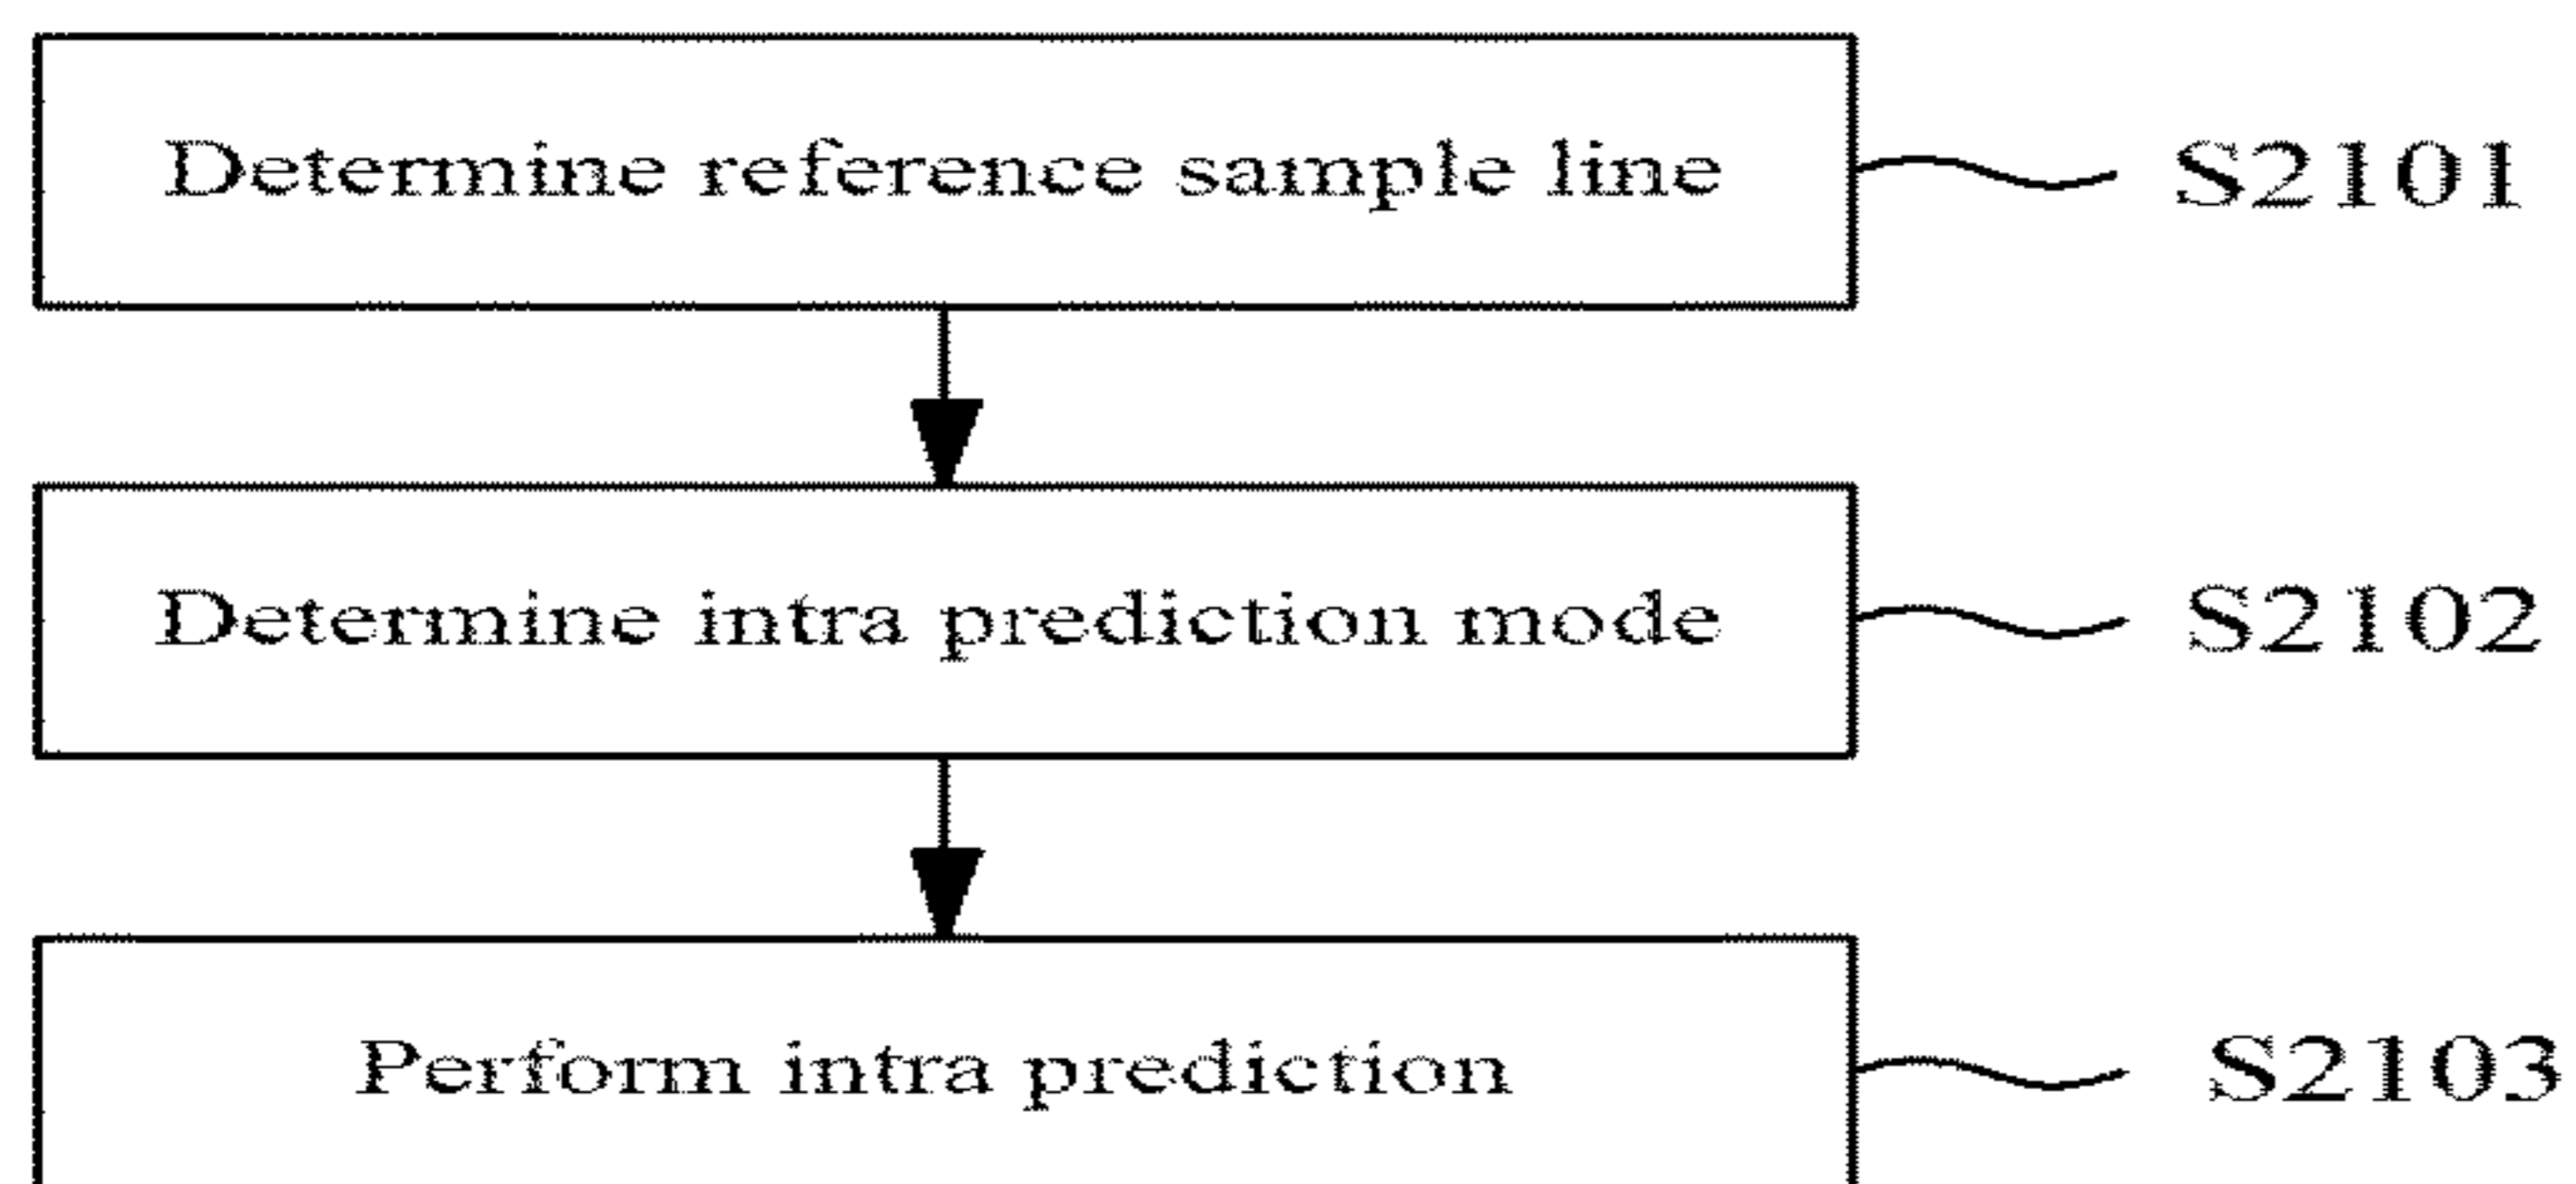 Determine reference sample line S2101
Determine intra prediction mode S2102
Perform intra prediction S2103